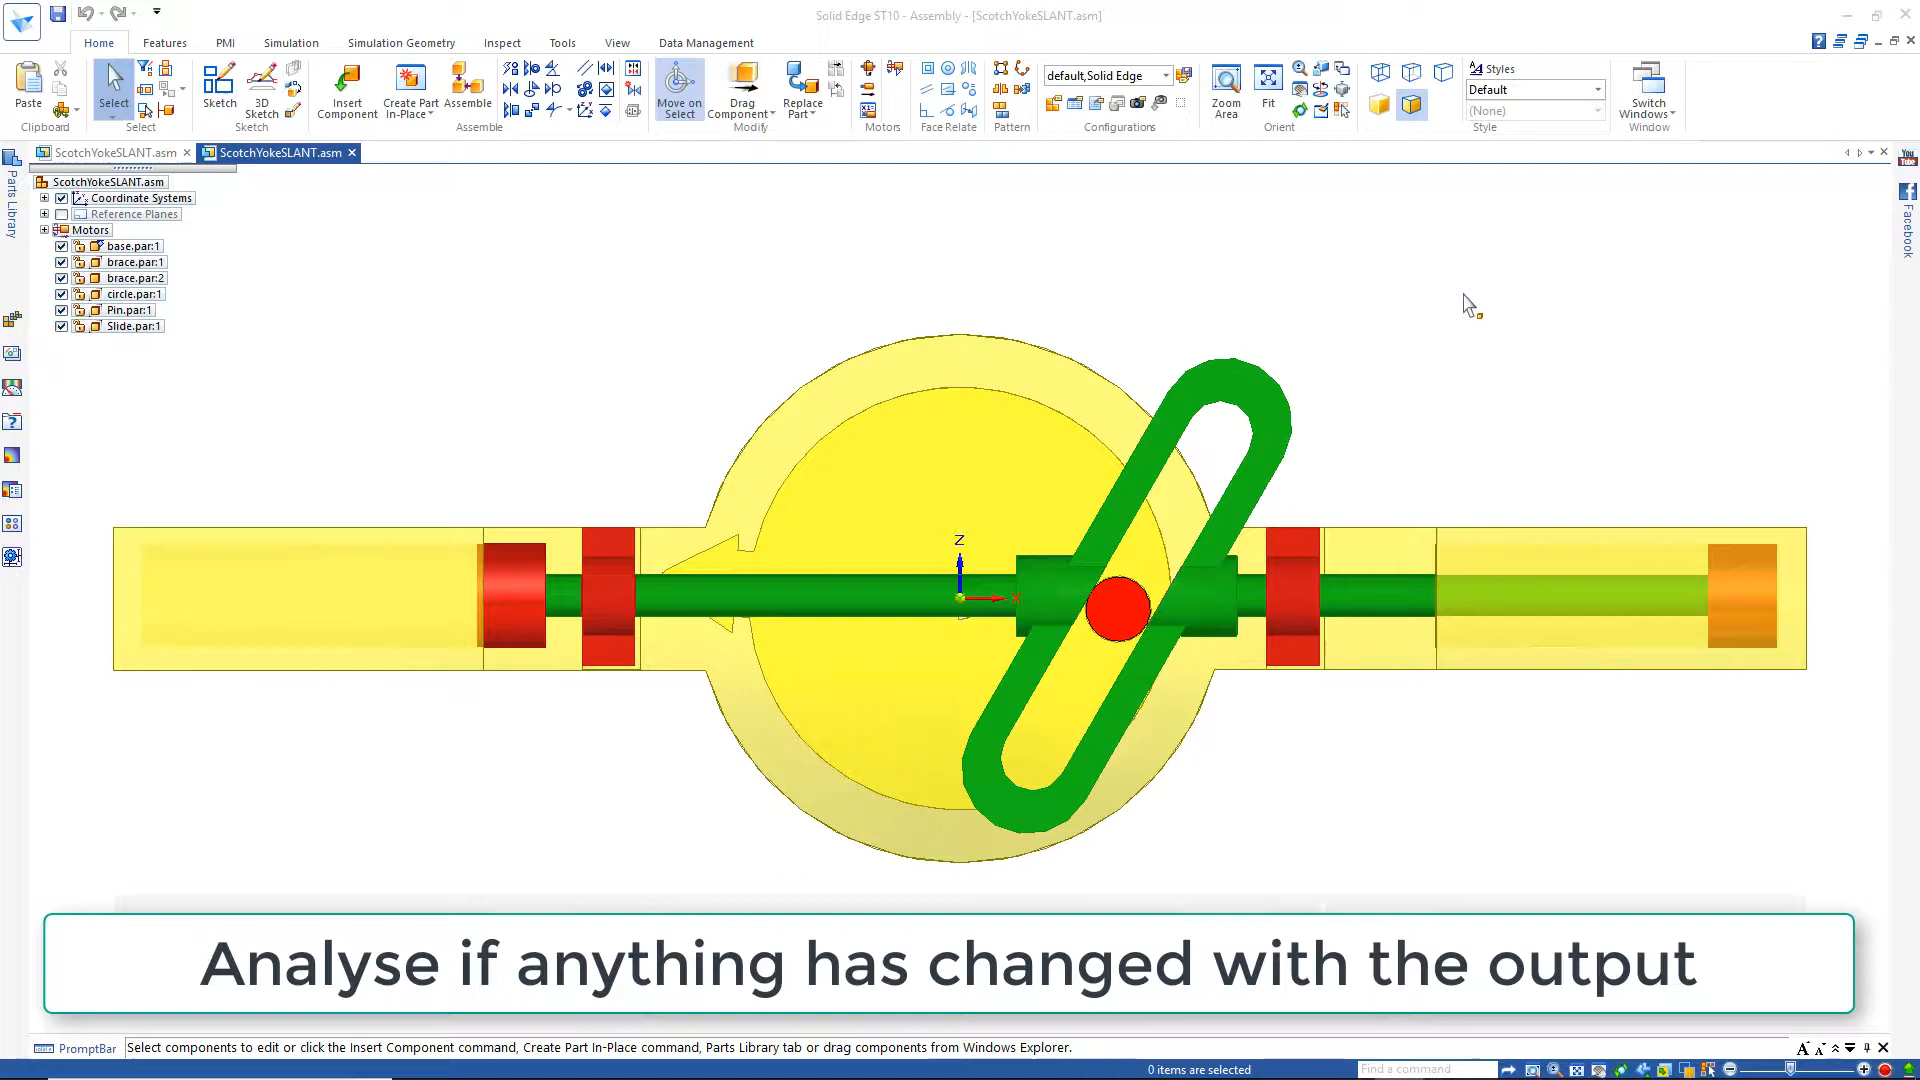 Solid Edge ST10 - Assembly - [ScotchYokeSLANT.asm]
Home Features PMI Simulation Simulation Geometry Inspect Tools View Data Management
Paste
Clipboard
Select
Select
Sketch
3D Sketch
Sketch
Insert Component
Create Part In-Place
Assemble
Assemble
Move on Select
Drag Component
Replace Part
Modify
Motors
Face Relate
Pattern
default,Solid Edge
Configurations
Zoom Area
Fit
Orient
Styles
Default
(None)
Style
Switch Windows
Window
ScotchYokeSLANT.asm
ScotchYokeSLANT.asm
Parts Library
ScotchYokeSLANT.asm
Coordinate Systems
Reference Planes
Motors
base.par:1
brace.par:1
brace.par:2
circle.par:1
Pin.par:1
Slide.par:1
You Tube
Facebook
Z
X
Analyse if anything has changed with the output
PromptBar
Select components to edit or click the Insert Component command, Create Part In-Place command, Parts Library tab or drag components from Windows Explorer.
0 items are selected
Find a command